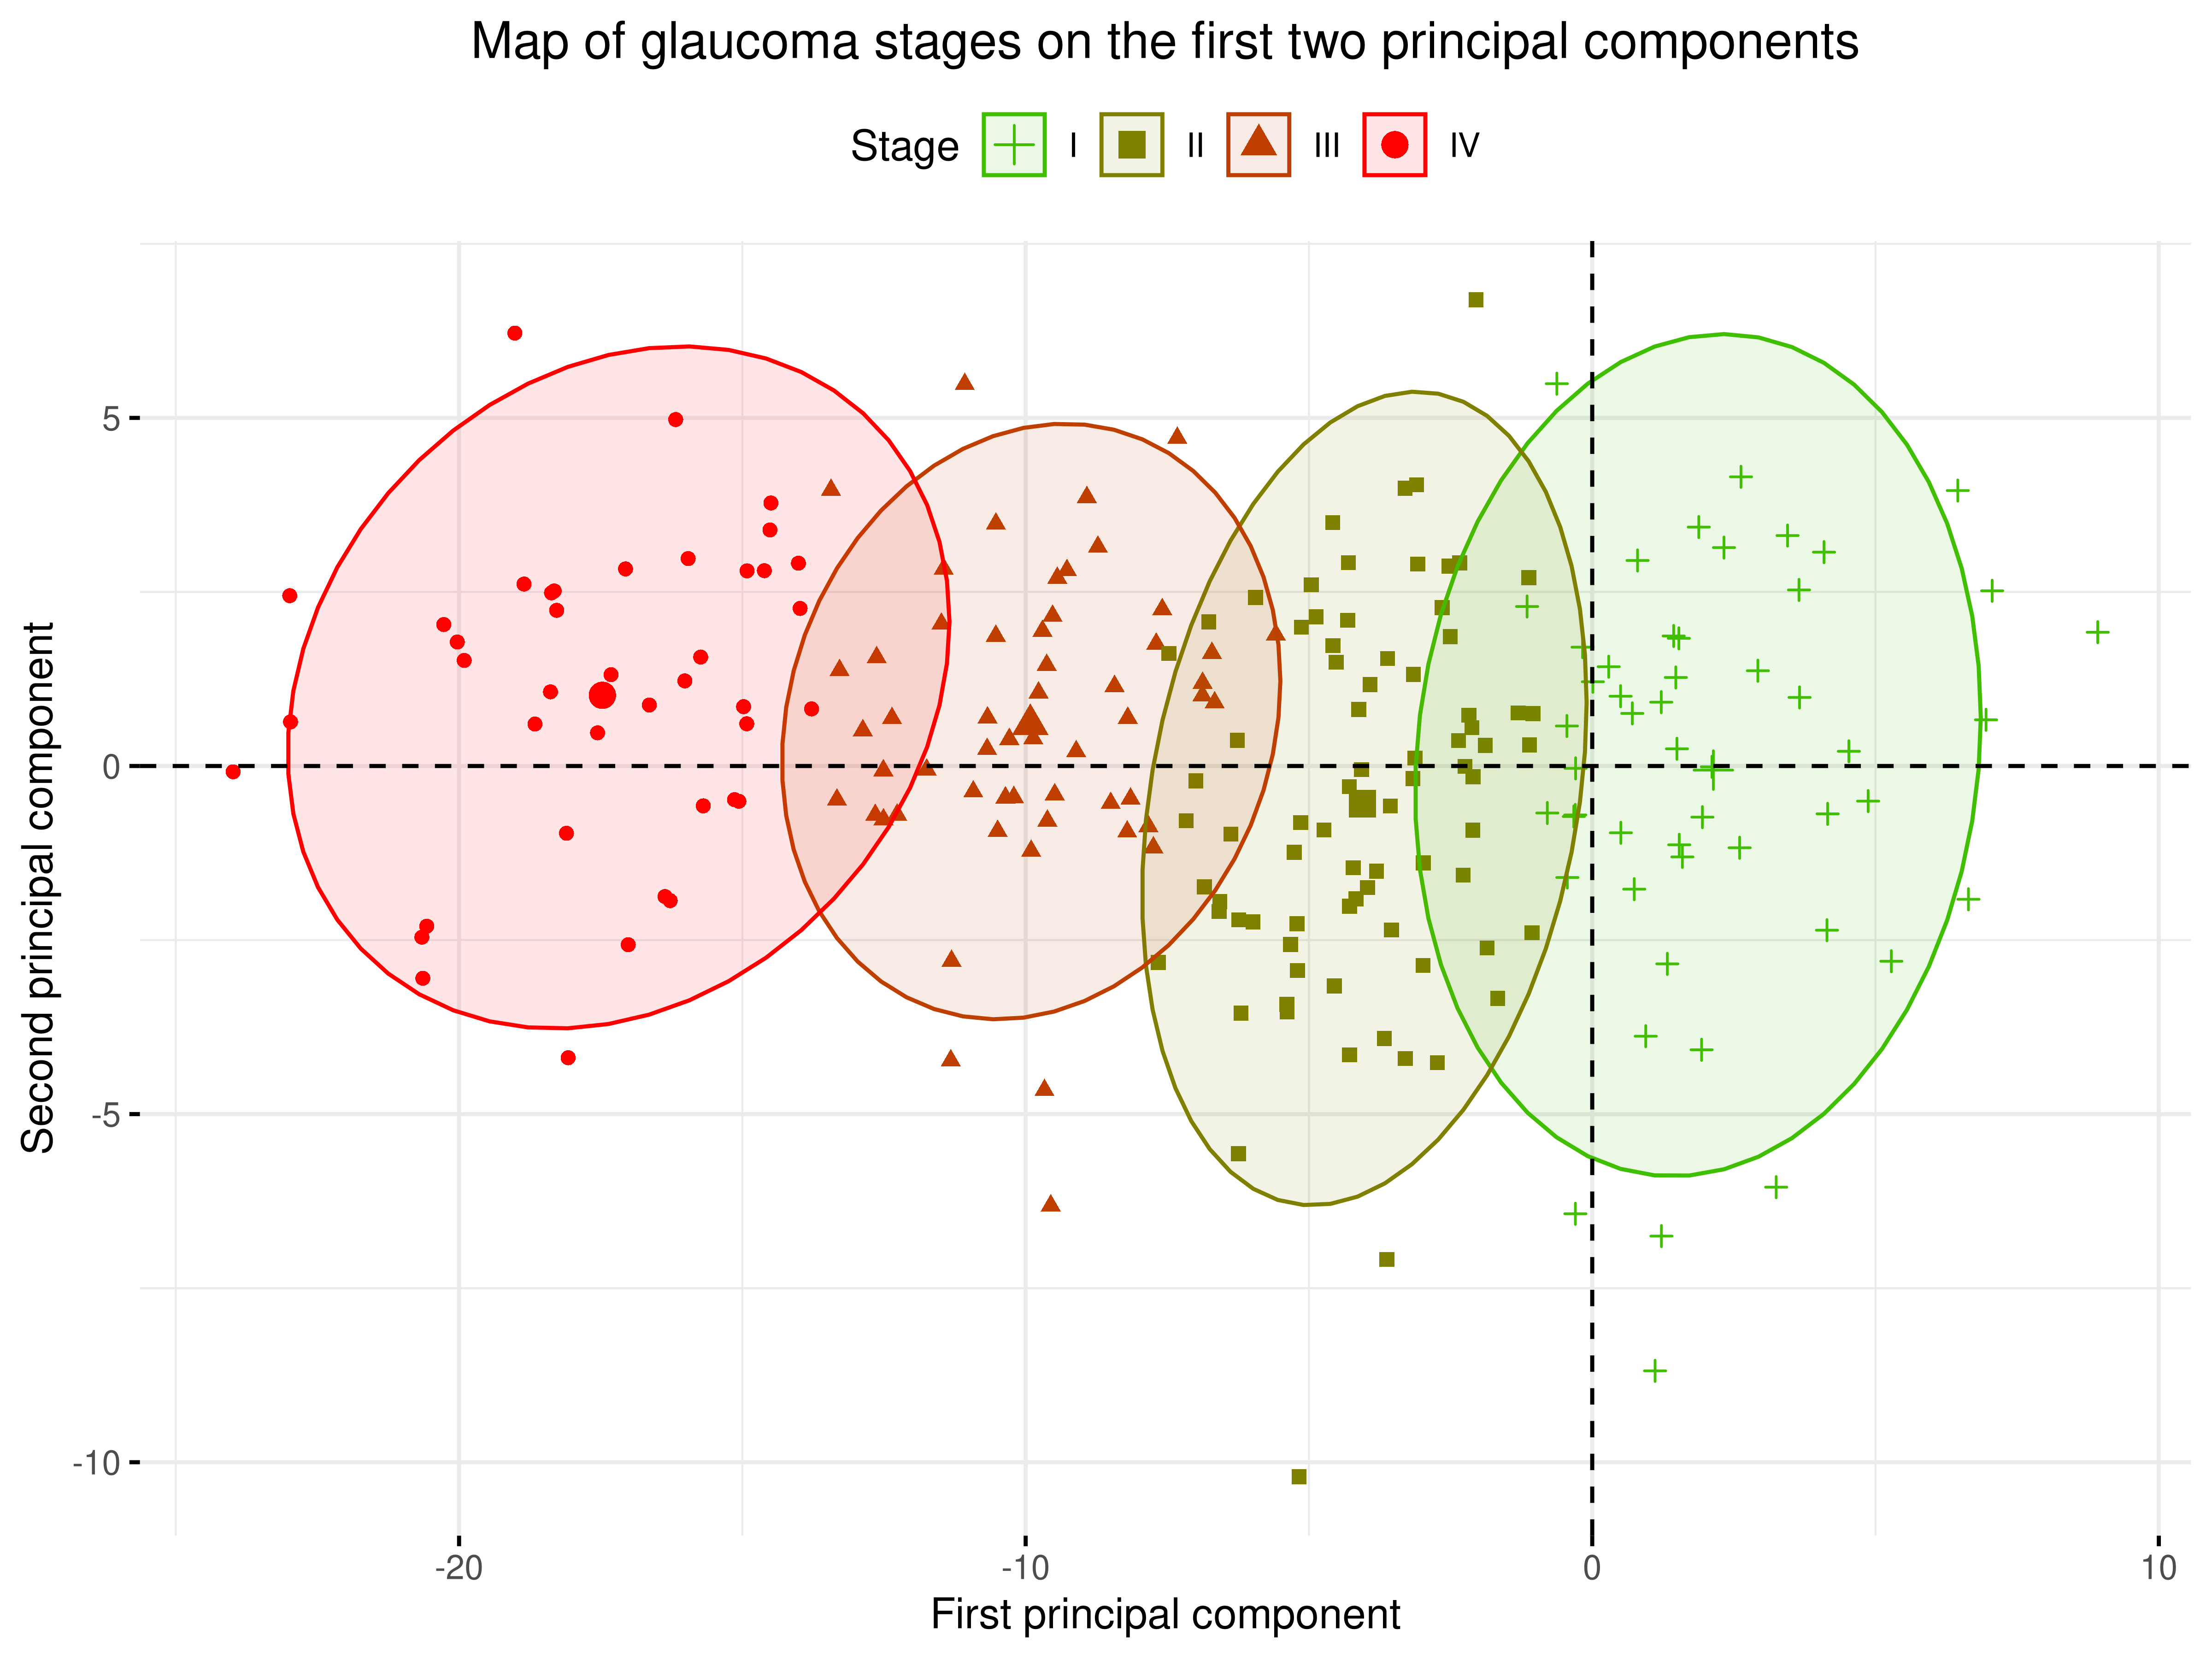 Map of glaucoma stages on the first two principal components
Stage I II III IV
Second principal component
5
0
-5
-10
-20 -10 0 10
First principal component